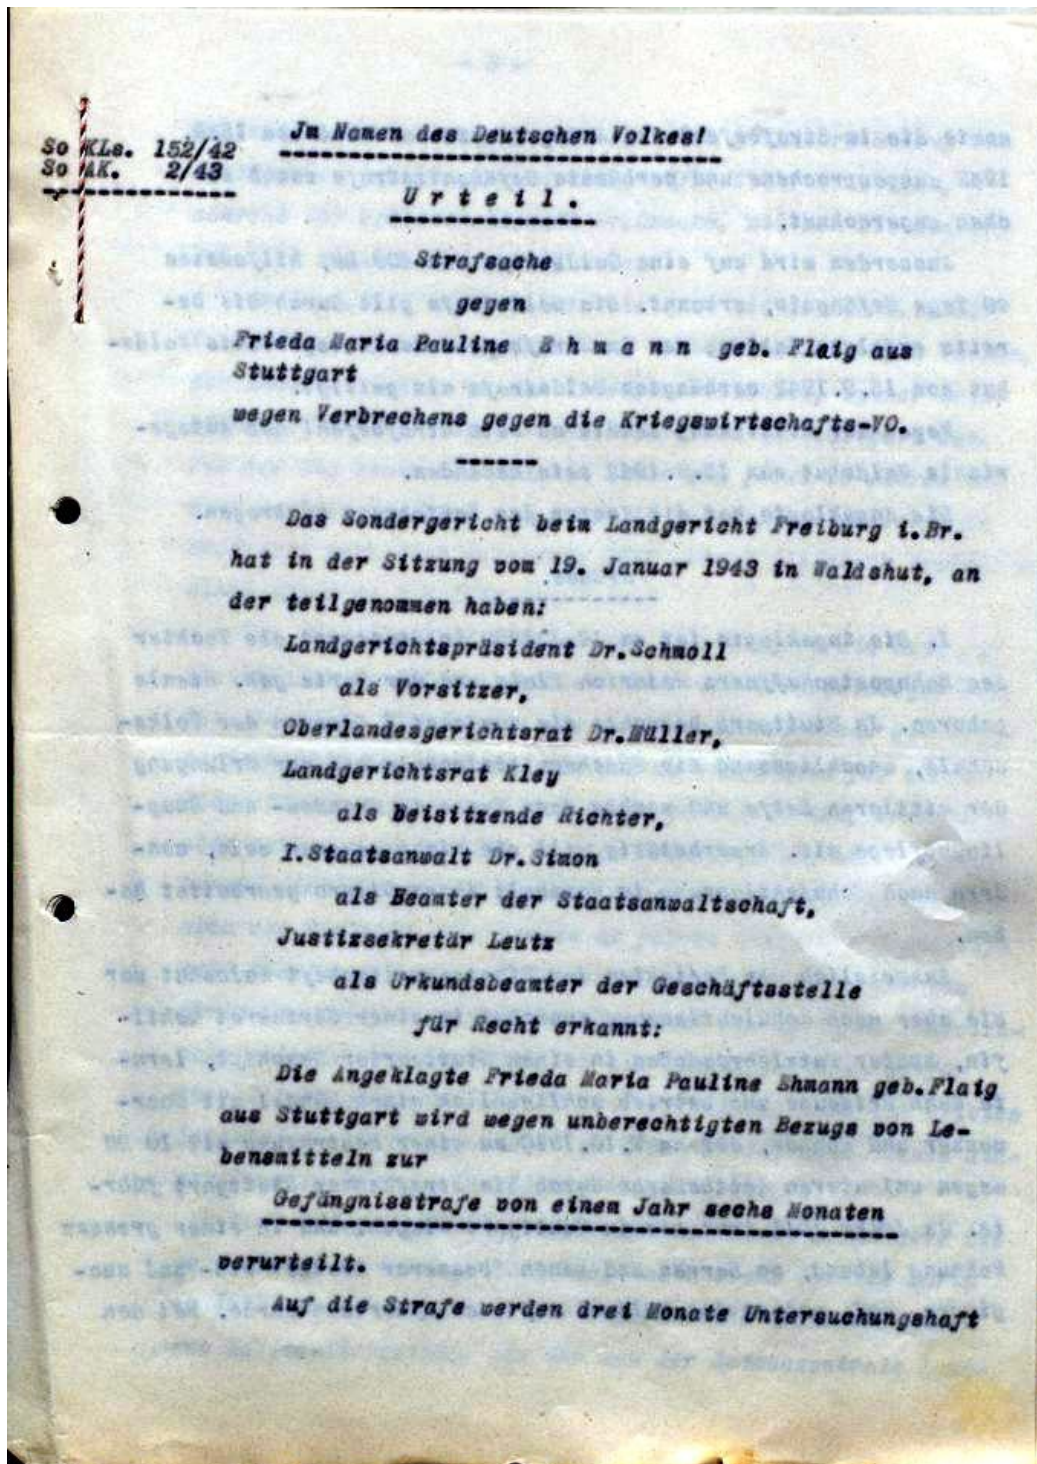 Jm Namen des Deutschen Volkes!
So KLs. 152/42
So AK. 2/43
U r t e i l .
Strafsache
gegen
Frieda Maria Pauline E h m a n n geb. Flaig aus
Stuttgart
wegen Verbrechens gegen die Kriegswirtschafts-VO.
Das Sondergericht beim Landgericht Freiburg i.Br.
hat in der Sitzung vom 19. Januar 1943 in Waldshut, an
der teilgenommen haben:
Landgerichtspräsident Dr.Schmoll
als Vorsitzer,
Oberlandesgerichtsrat Dr.Müller,
Landgerichtsrat Kley
als beisitzende Richter,
I.Staatsanwalt Dr.Simon
als Beamter der Staatsanwaltschaft,
Justizsekretär Leutz
als Urkundsbeamter der Geschäftsstelle
für Recht erkannt:
Die Angeklagte Frieda Maria Pauline Ehmann geb.Flaig
aus Stuttgart wird wegen unberechtigten Bezugs von Le-
bensmitteln zur
Gefängnisstrafe von einem Jahr sechs Monaten
verurteilt.
Auf die Strafe werden drei Monate Untersuchungshaft